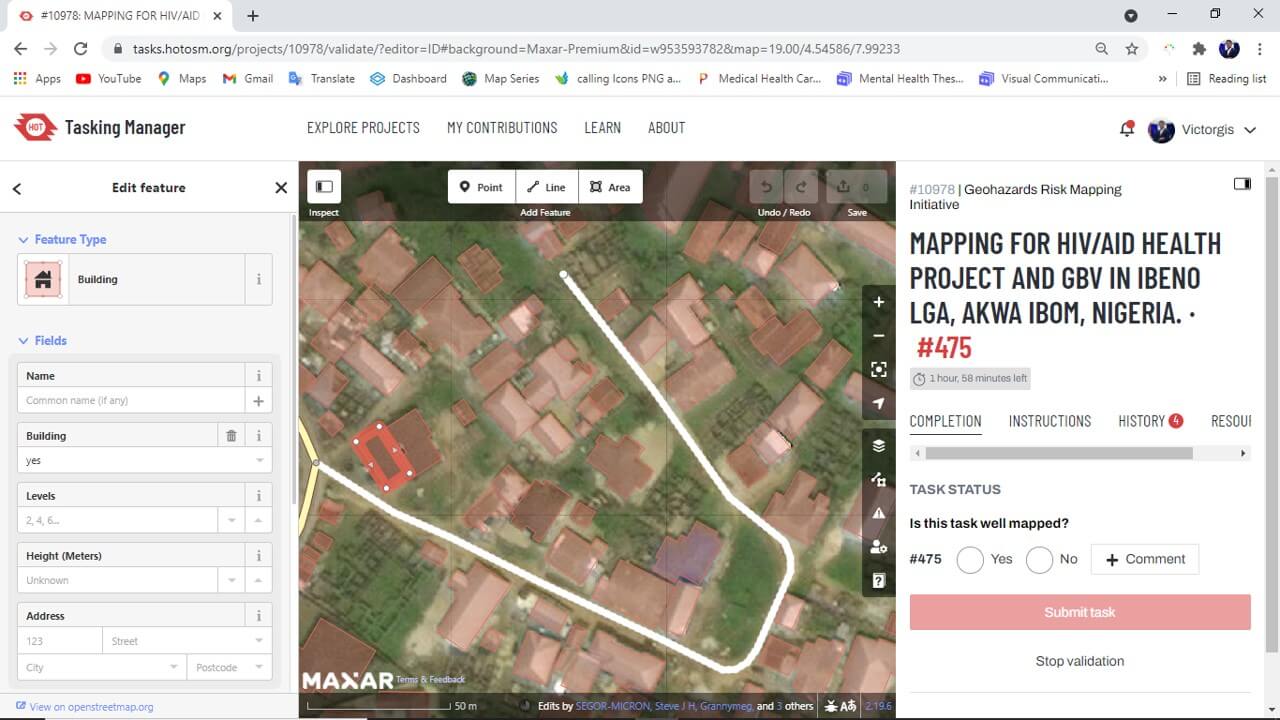 #10978: MAPPING FOR HIV/AID
tasks.hotosm.org/projects/10978/validate/?editor=ID#background=Maxar-Premium&id=w953593782&map=19.00/4.54586/7.99233
Apps YouTube Maps Gmail Translate Dashboard Map Series calling Icons PNG a... Medical Health Car... Mental Health Thes... Visual Communicati... » Reading list
HOT Tasking Manager EXPLORE PROJECTS MY CONTRIBUTIONS LEARN ABOUT Victorgis
Edit feature
Feature Type
Building
Fields
Name
Common name (if any)
Building
yes
Levels
2, 4, 6...
Height (Meters)
Unknown
Address
123 Street
City Postcode
View on openstreetmap.org
Point Line Area 0
Inspect Add Feature Undo / Redo Save
MAXAR Terms & Feedback
50 m Edits by SEGOR-MICRON, Steve J H, Grannymeg, and 3 others 2.19.6
#10978 | Geohazards Risk Mapping
Initiative
MAPPING FOR HIV/AID HEALTH
PROJECT AND GBV IN IBENO
LGA, AKWA IBOM, NIGERIA. ·
#475
1 hour, 58 minutes left
COMPLETION INSTRUCTIONS HISTORY 4 RESOU
TASK STATUS
Is this task well mapped?
#475 Yes No + Comment
Submit task
Stop validation